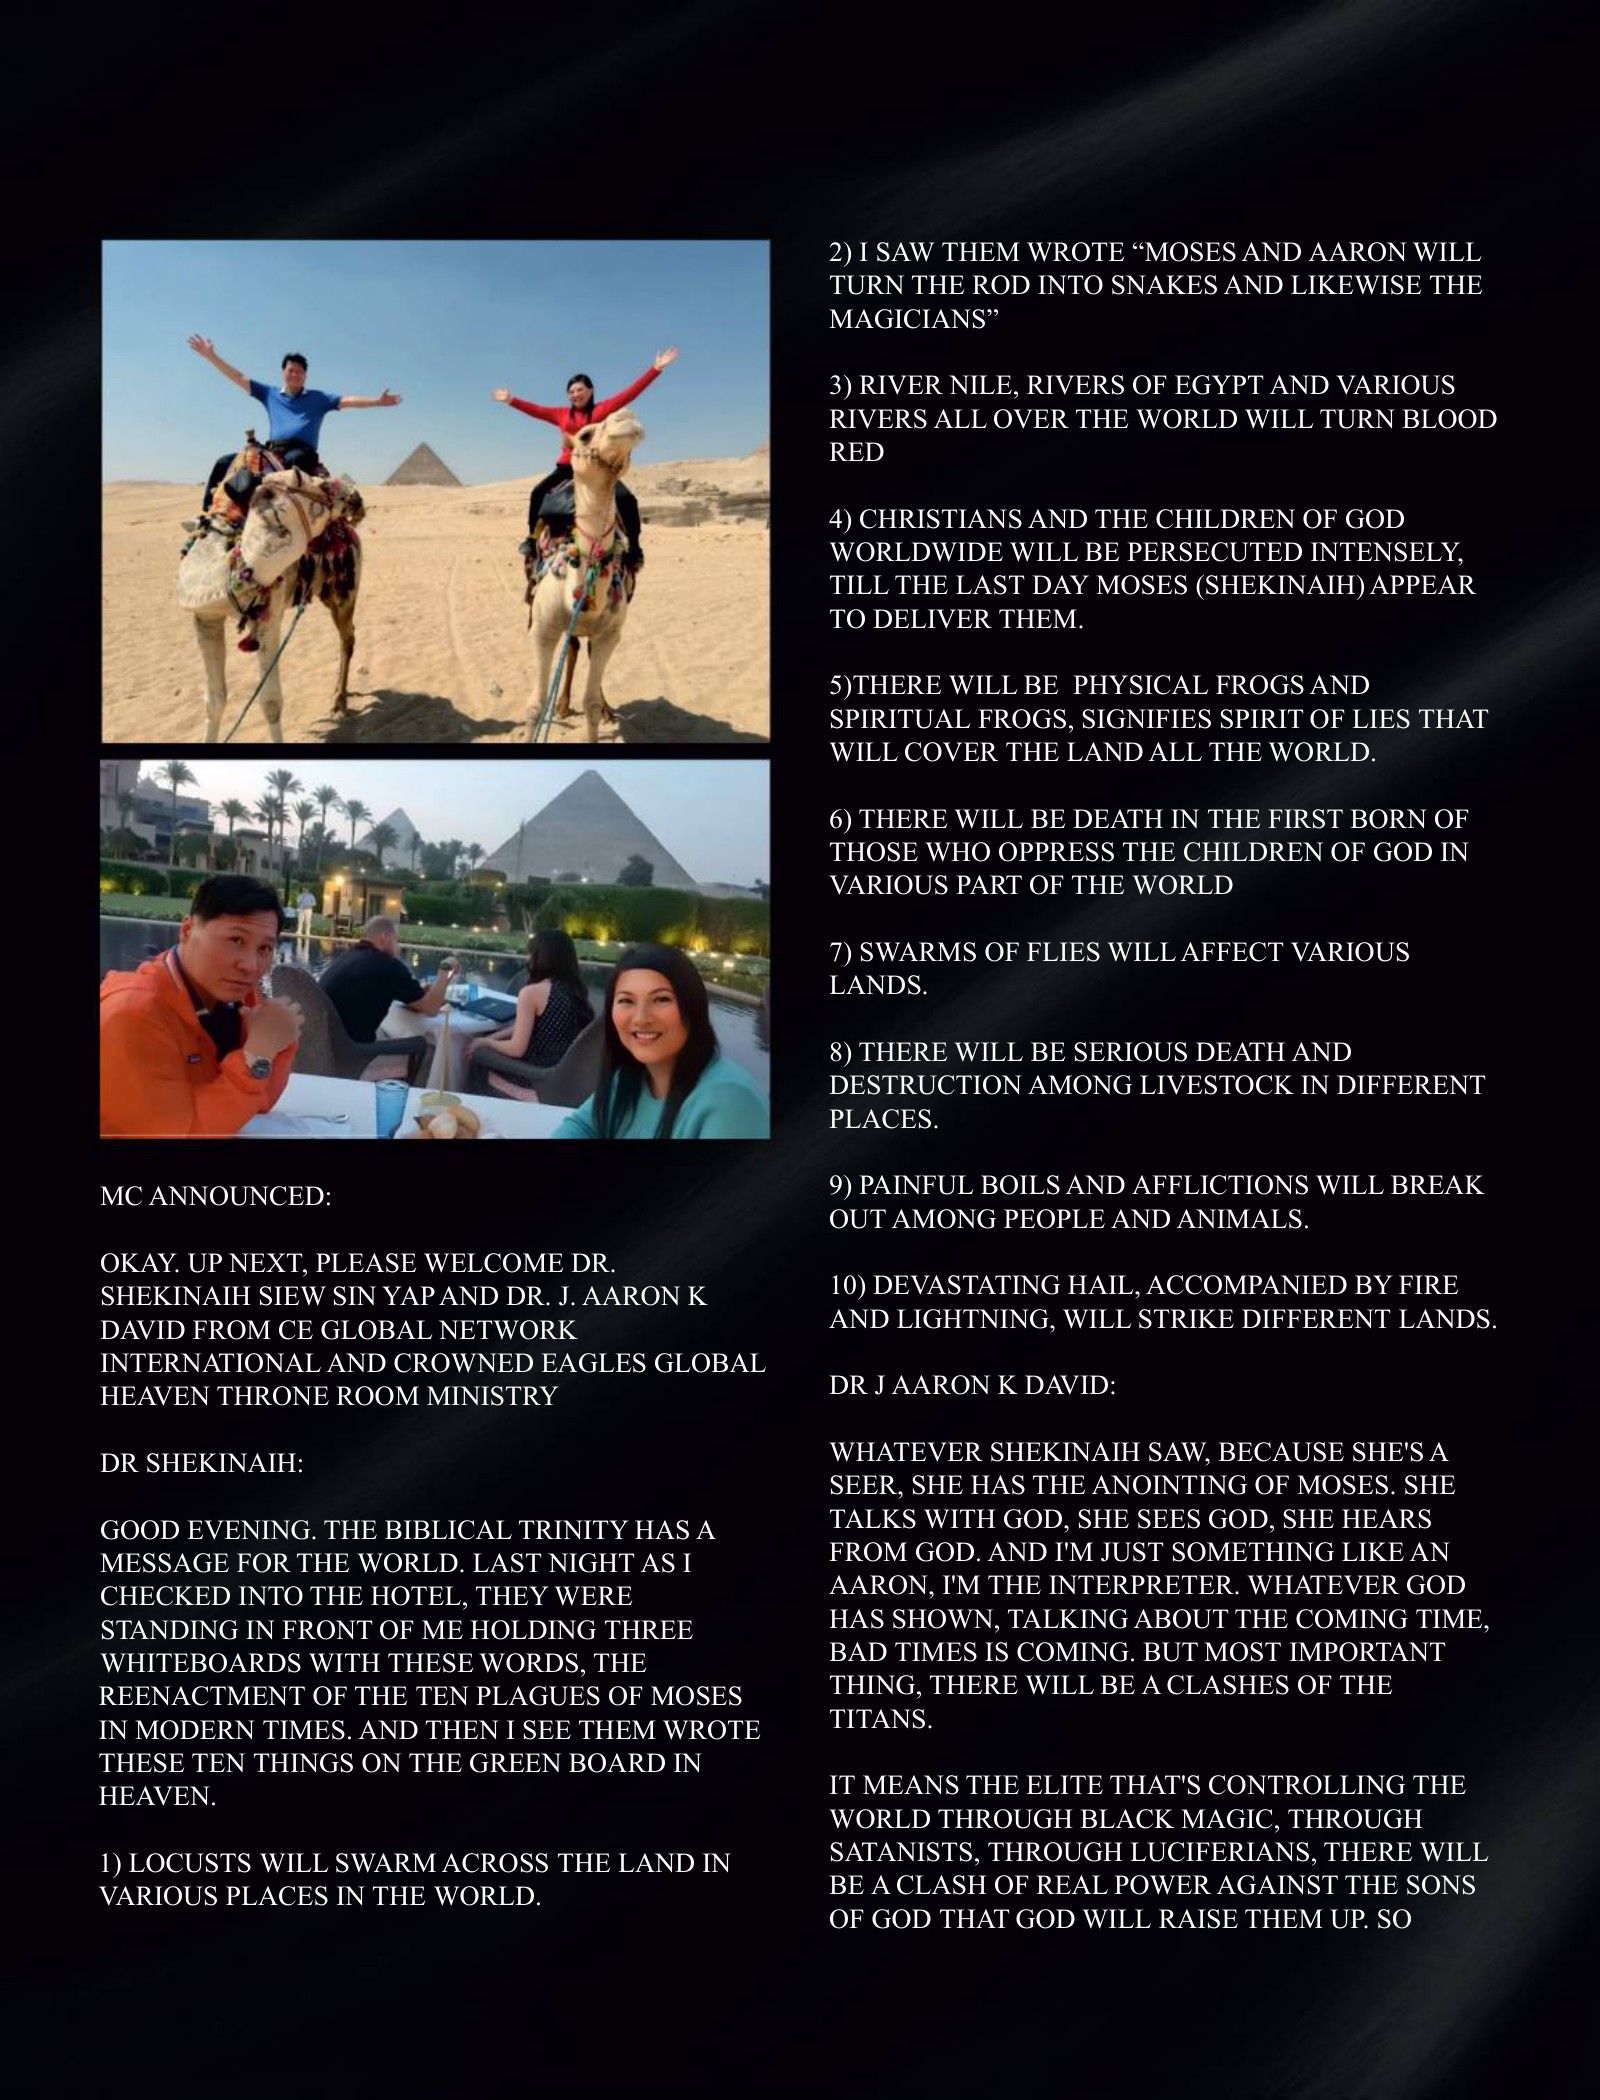 MC ANNOUNCED:
OKAY. UP NEXT, PLEASE WELCOME DR.
SHEKINAIH SIEW SIN YAP AND DR. J. AARON K
DAVID FROM CE GLOBAL NETWORK
INTERNATIONAL AND CROWNED EAGLES GLOBAL
HEAVEN THRONE ROOM MINISTRY
DR SHEKINAIH:
GOOD EVENING. THE BIBLICAL TRINITY HAS A
MESSAGE FOR THE WORLD. LAST NIGHT AS I
CHECKED INTO THE HOTEL, THEY WERE
STANDING IN FRONT OF ME HOLDING THREE
WHITEBOARDS WITH THESE WORDS, THE
REENACTMENT OF THE TEN PLAGUES OF MOSES
IN MODERN TIMES. AND THEN I SEE THEM WROTE
THESE TEN THINGS ON THE GREEN BOARD IN
HEAVEN.
1) LOCUSTS WILL SWARM ACROSS THE LAND IN
VARIOUS PLACES IN THE WORLD.
2) I SAW THEM WROTE “MOSES AND AARON WILL
TURN THE ROD INTO SNAKES AND LIKEWISE THE
MAGICIANS”
3) RIVER NILE, RIVERS OF EGYPT AND VARIOUS
RIVERS ALL OVER THE WORLD WILL TURN BLOOD
RED
4) CHRISTIANS AND THE CHILDREN OF GOD
WORLDWIDE WILL BE PERSECUTED INTENSELY,
TILL THE LAST DAY MOSES (SHEKINAIH) APPEAR
TO DELIVER THEM.
5)THERE WILL BE PHYSICAL FROGS AND
SPIRITUAL FROGS, SIGNIFIES SPIRIT OF LIES THAT
WILL COVER THE LAND ALL THE WORLD.
6) THERE WILL BE DEATH IN THE FIRST BORN OF
THOSE WHO OPPRESS THE CHILDREN OF GOD IN
VARIOUS PART OF THE WORLD
7) SWARMS OF FLIES WILL AFFECT VARIOUS
LANDS.
8) THERE WILL BE SERIOUS DEATH AND
DESTRUCTION AMONG LIVESTOCK IN DIFFERENT
PLACES.
9) PAINFUL BOILS AND AFFLICTIONS WILL BREAK
OUT AMONG PEOPLE AND ANIMALS.
10) DEVASTATING HAIL, ACCOMPANIED BY FIRE
AND LIGHTNING, WILL STRIKE DIFFERENT LANDS.
DR J AARON K DAVID:
WHATEVER SHEKINAIH SAW, BECAUSE SHE'S A
SEER, SHE HAS THE ANOINTING OF MOSES. SHE
TALKS WITH GOD, SHE SEES GOD, SHE HEARS
FROM GOD. AND I'M JUST SOMETHING LIKE AN
AARON, I'M THE INTERPRETER. WHATEVER GOD
HAS SHOWN, TALKING ABOUT THE COMING TIME,
BAD TIMES IS COMING. BUT MOST IMPORTANT
THING, THERE WILL BE A CLASHES OF THE
TITANS.
IT MEANS THE ELITE THAT'S CONTROLLING THE
WORLD THROUGH BLACK MAGIC, THROUGH
SATANISTS, THROUGH LUCIFERIANS, THERE WILL
BE A CLASH OF REAL POWER AGAINST THE SONS
OF GOD THAT GOD WILL RAISE THEM UP. SO